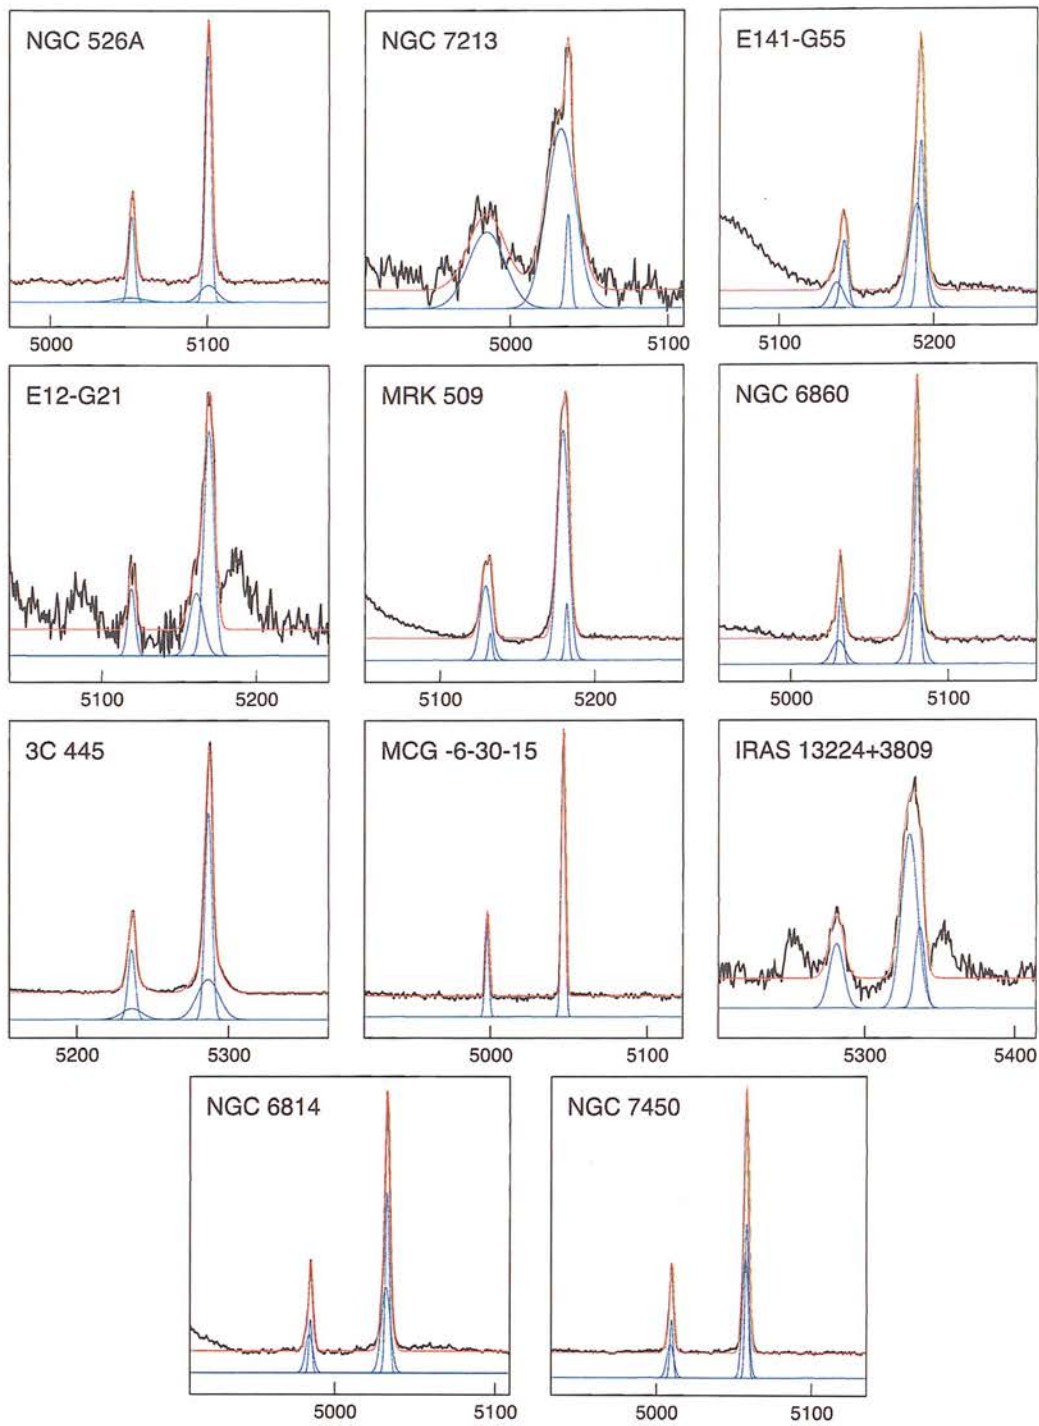 NGC 526A
5000 5100
NGC 7213
5000 5100
E141-G55
5100 5200
E12-G21
5100 5200
MRK 509
5100 5200
NGC 6860
5000 5100
3C 445
5200 5300
MCG -6-30-15
5000 5100
IRAS 13224+3809
5300 5400
NGC 6814
5000 5100
NGC 7450
5000 5100